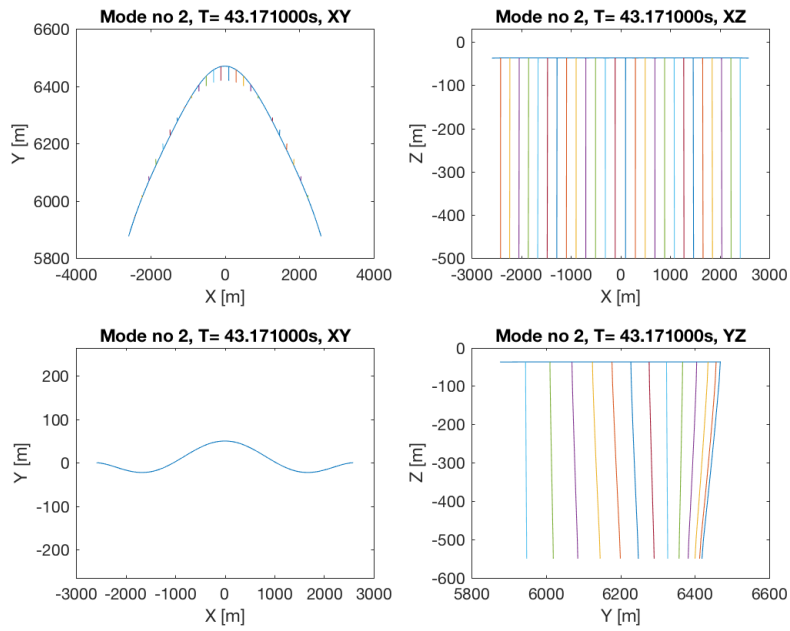 Mode no 2, T= 43.171000s, XY
6600
6400
6200
6000
5800
Y [m]
-4000 -2000 0 2000 4000
X [m]
Mode no 2, T= 43.171000s, XZ
0
-100
-200
-300
-400
-500
Z [m]
-3000 -2000 -1000 0 1000 2000 3000
X [m]
Mode no 2, T= 43.171000s, XY
200
100
0
-100
-200
Y [m]
-3000 -2000 -1000 0 1000 2000 3000
X [m]
Mode no 2, T= 43.171000s, YZ
0
-100
-200
-300
-400
-500
-600
Z [m]
5800 6000 6200 6400 6600
Y [m]